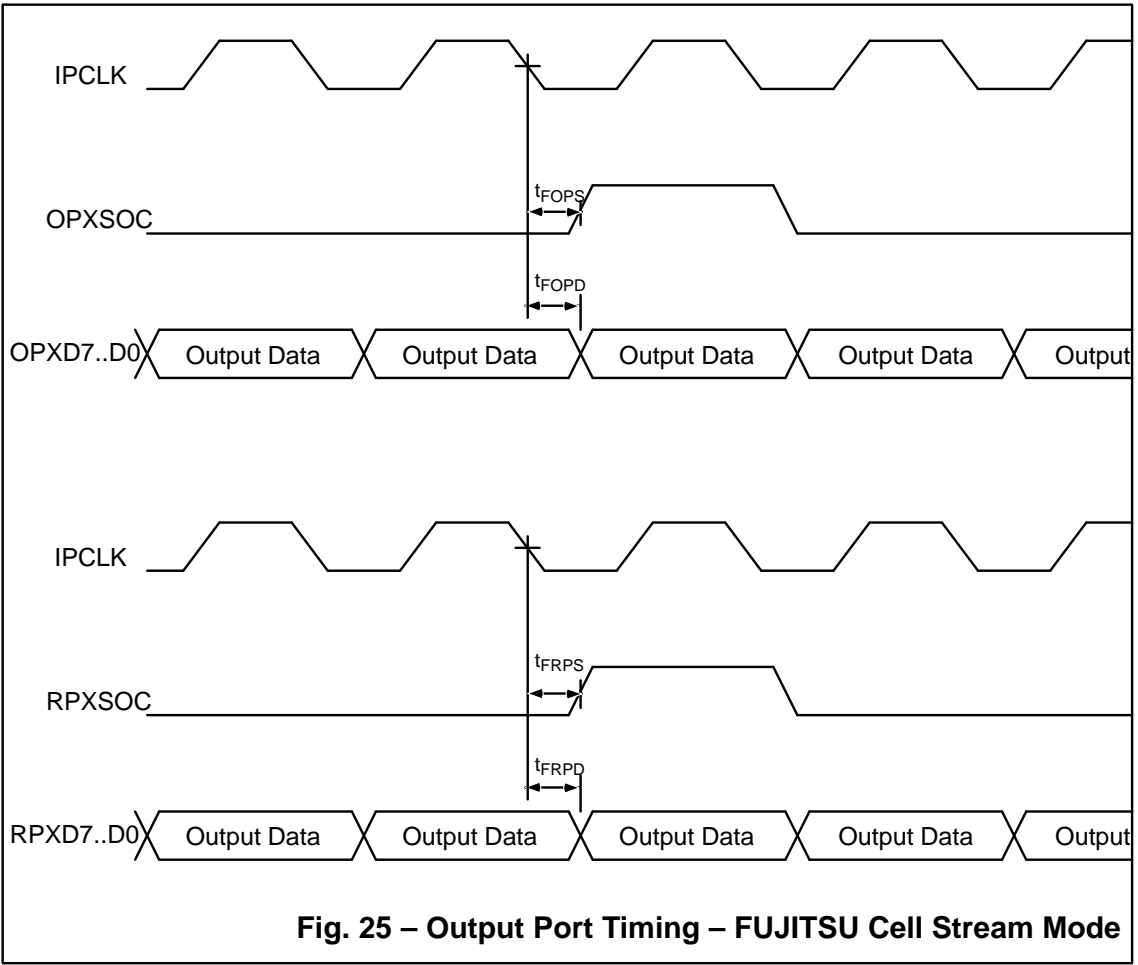 IPCLK
tFOPS
OPXSOC
tFOPD
OPXD7..D0 Output Data Output Data Output Data Output Data Output
IPCLK
tFRPS
RPXSOC
tFRPD
RPXD7..D0 Output Data Output Data Output Data Output Data Output
Fig. 25 – Output Port Timing – FUJITSU Cell Stream Mode